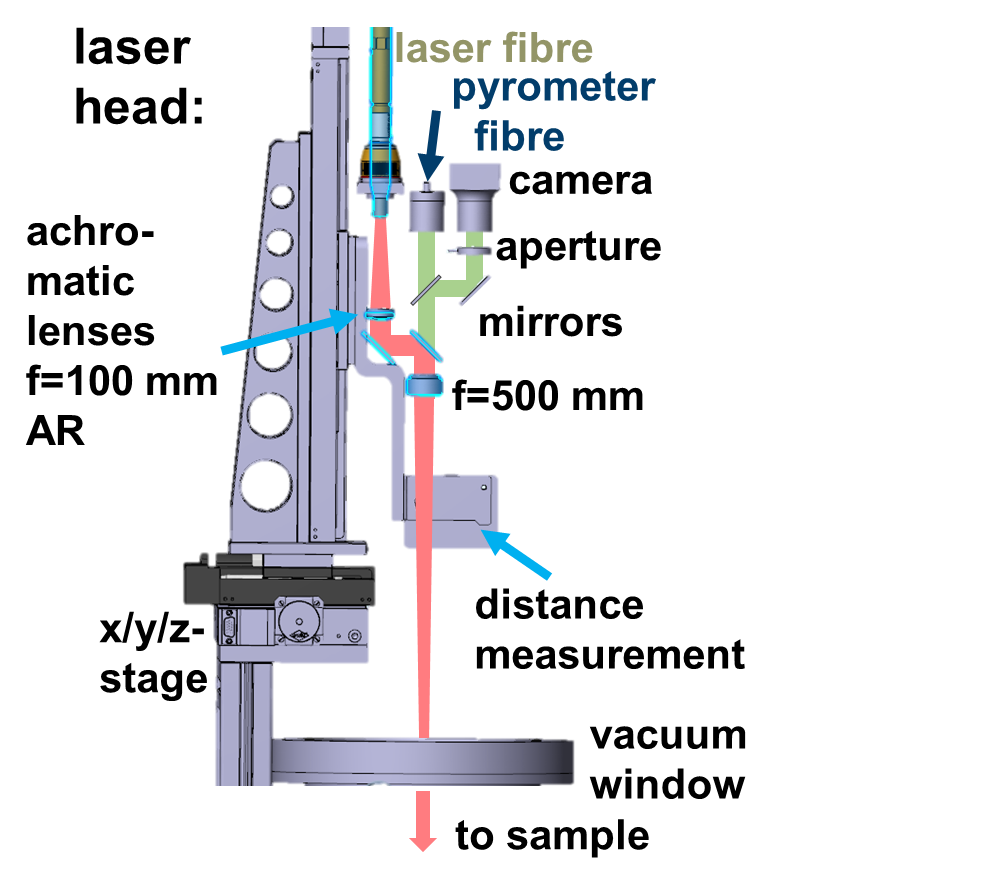 laser
head:
laser fibre
pyrometer
fibre
camera
aperture
mirrors
achro-
matic
lenses
f=100 mm
AR
f=500 mm
distance
measurement
x/y/z-
stage
vacuum
window
to sample